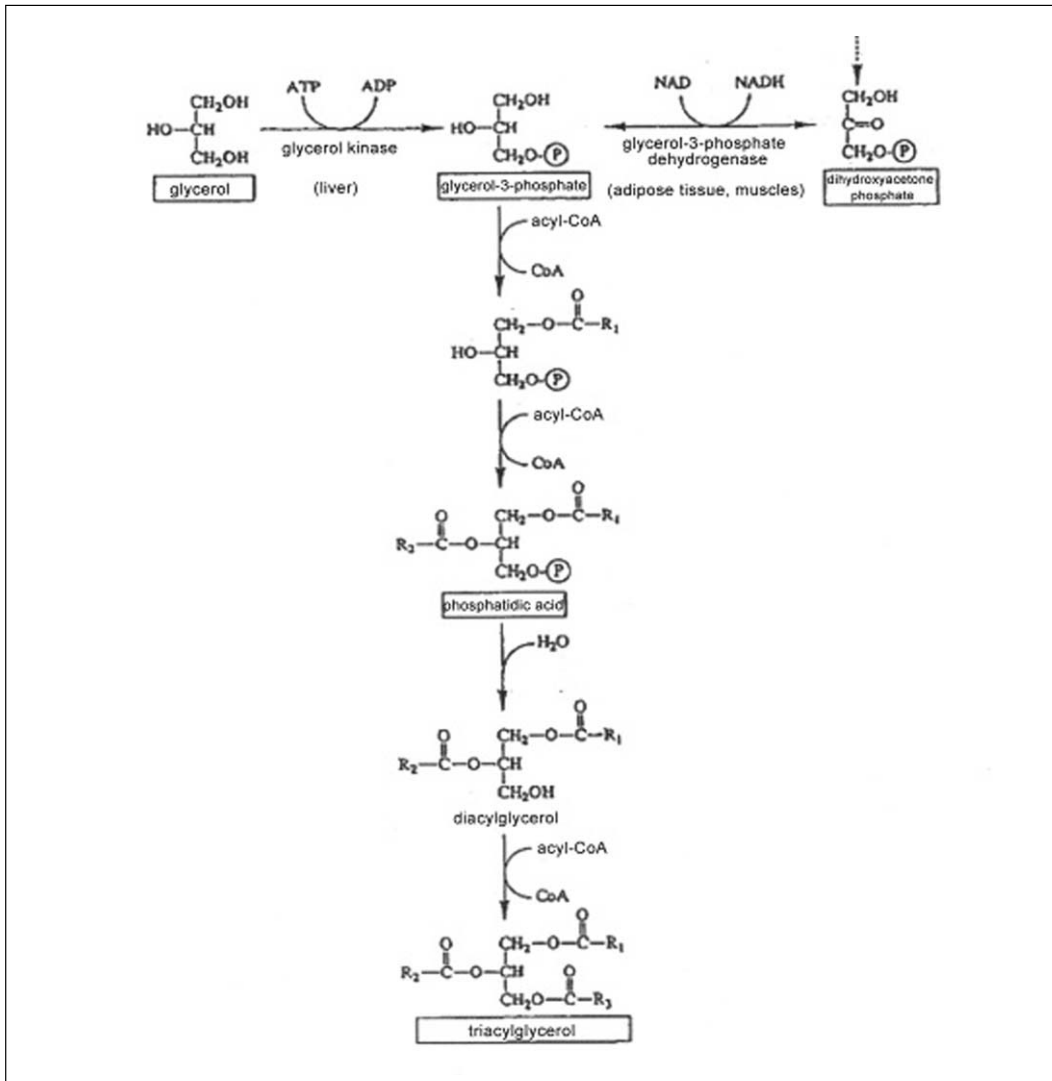 ATP ADP
NAD NADH
CH₂OH
HO—CH
CH₂OH
glycerol
glycerol kinase
(liver)
CH₂OH
HO—CH
CH₂O—P
glycerol-3-phosphate
glycerol-3-phosphate
dehydrogenase
(adipose tissue, muscles)
CH₂OH
C=O
CH₂O—P
dihydroxyacetone
phosphate
acyl-CoA
CoA
O
CH₂—O—C—R₁
HO—CH
CH₂O—P
acyl-CoA
CoA
O
O CH₂—O—C—R₁
R₂—C—O—CH
CH₂O—P
phosphatidic acid
H₂O
O
O CH₂—O—C—R₁
R₂—C—O—CH
CH₂OH
diacylglycerol
acyl-CoA
CoA
O
O CH₂—O—C—R₁
R₂—C—O—CH O
CH₂O—C—R₃
triacylglycerol